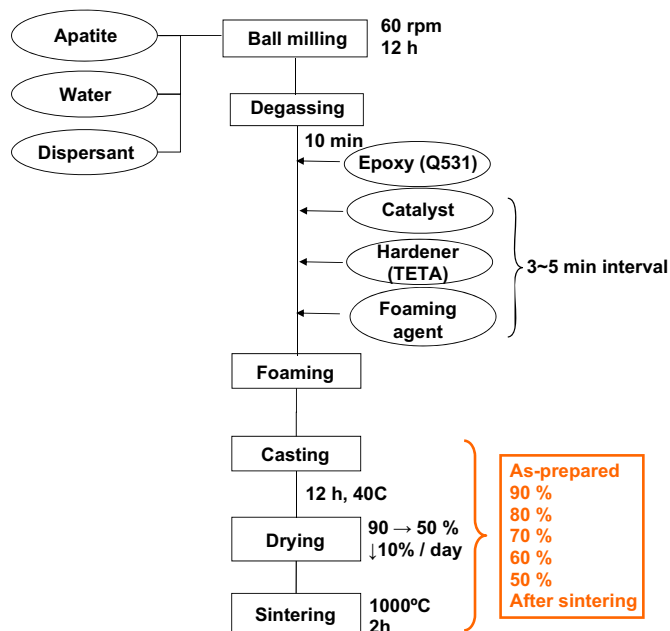 Apatite
Water
Dispersant
Ball milling
60 rpm
12 h
Degassing
10 min
Epoxy (Q531)
Catalyst
Hardener
(TETA)
Foaming
agent
3~5 min interval
Foaming
Casting
12 h, 40C
Drying
90 → 50 %
↓10% / day
Sintering
1000ºC
2h
As-prepared
90 %
80 %
70 %
60 %
50 %
After sintering